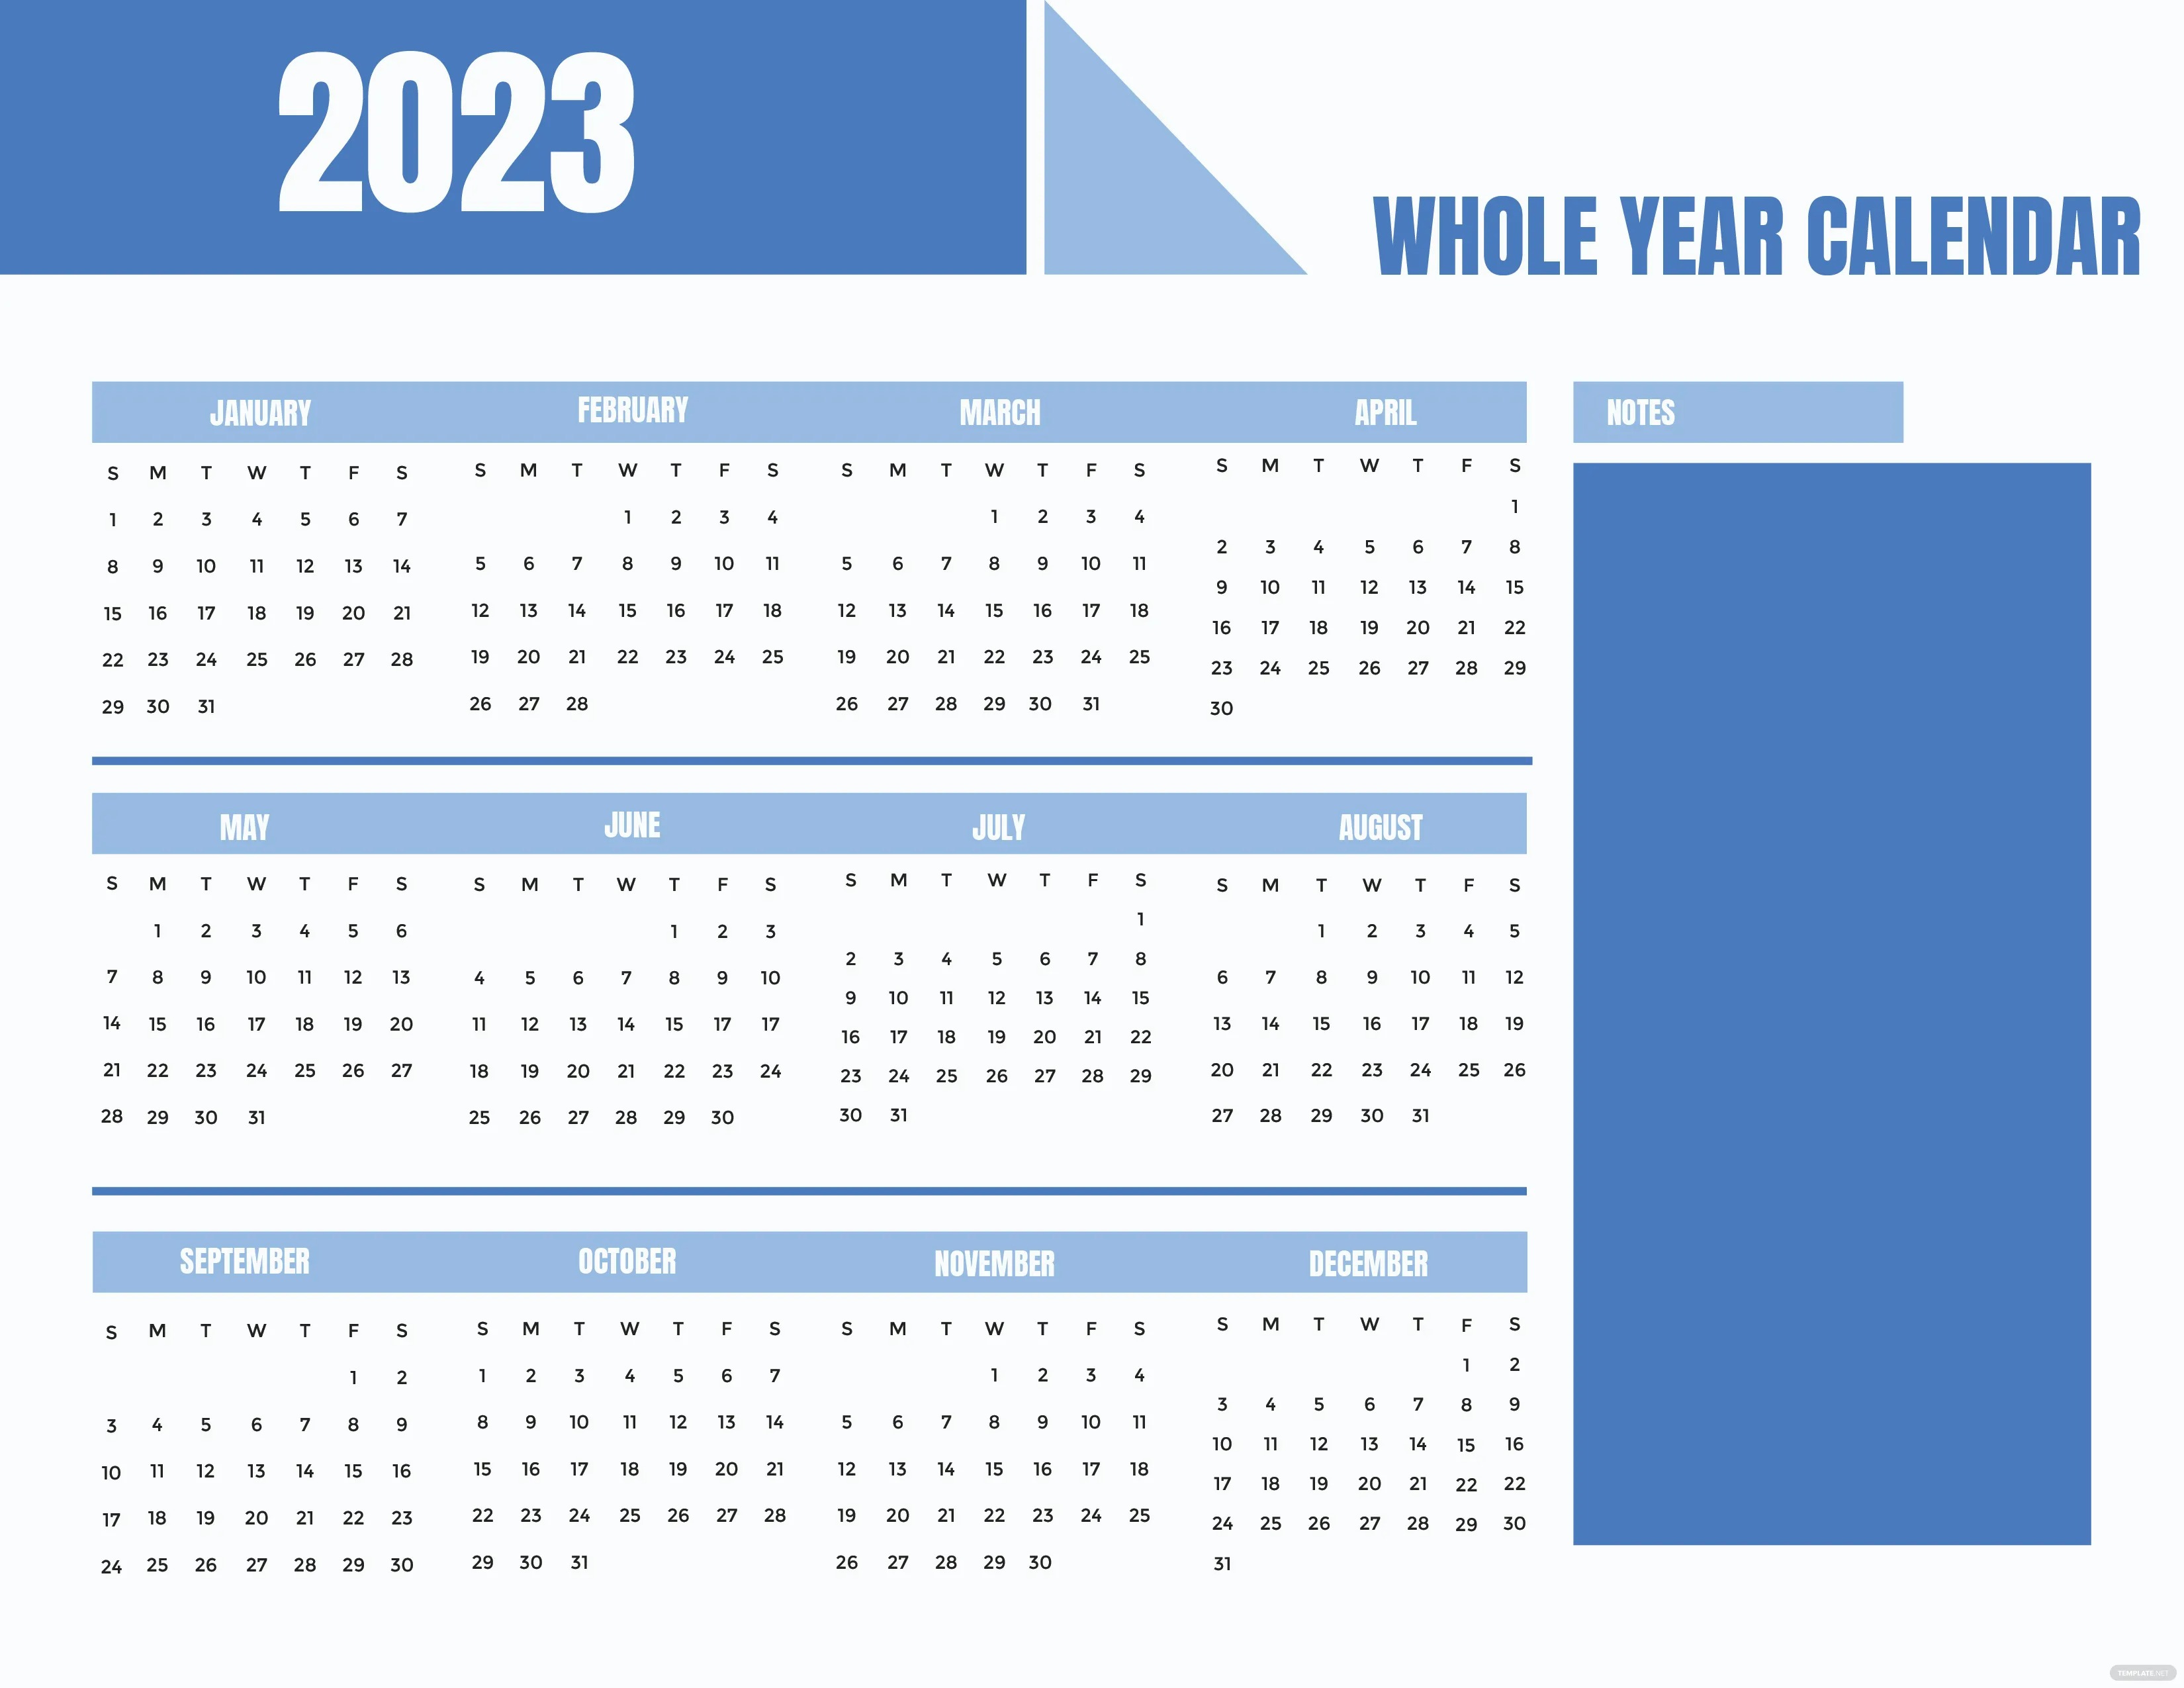 2023
WHOLE YEAR CALENDAR
JANUARY
S M T W T F S
1 2 3 4 5 6 7
8 9 10 11 12 13 14
15 16 17 18 19 20 21
22 23 24 25 26 27 28
29 30 31
FEBRUARY
S M T W T F S
1 2 3 4
5 6 7 8 9 10 11
12 13 14 15 16 17 18
19 20 21 22 23 24 25
26 27 28
MARCH
S M T W T F S
1 2 3 4
5 6 7 8 9 10 11
12 13 14 15 16 17 18
19 20 21 22 23 24 25
26 27 28 29 30 31
APRIL
S M T W T F S
1
2 3 4 5 6 7 8
9 10 11 12 13 14 15
16 17 18 19 20 21 22
23 24 25 26 27 28 29
30
NOTES
MAY
S M T W T F S
1 2 3 4 5 6
7 8 9 10 11 12 13
14 15 16 17 18 19 20
21 22 23 24 25 26 27
28 29 30 31
JUNE
S M T W T F S
1 2 3
4 5 6 7 8 9 10
11 12 13 14 15 17 17
18 19 20 21 22 23 24
25 26 27 28 29 30
JULY
S M T W T F S
1
2 3 4 5 6 7 8
9 10 11 12 13 14 15
16 17 18 19 20 21 22
23 24 25 26 27 28 29
30 31
AUGUST
S M T W T F S
1 2 3 4 5
6 7 8 9 10 11 12
13 14 15 16 17 18 19
20 21 22 23 24 25 26
27 28 29 30 31
SEPTEMBER
S M T W T F S
1 2
3 4 5 6 7 8 9
10 11 12 13 14 15 16
17 18 19 20 21 22 23
24 25 26 27 28 29 30
OCTOBER
S M T W T F S
1 2 3 4 5 6 7
8 9 10 11 12 13 14
15 16 17 18 19 20 21
22 23 24 25 26 27 28
29 30 31
NOVEMBER
S M T W T F S
1 2 3 4
5 6 7 8 9 10 11
12 13 14 15 16 17 18
19 20 21 22 23 24 25
26 27 28 29 30
DECEMBER
S M T W T F S
1 2
3 4 5 6 7 8 9
10 11 12 13 14 15 16
17 18 19 20 21 22 22
24 25 26 27 28 29 30
31
TEMPLATE.NET